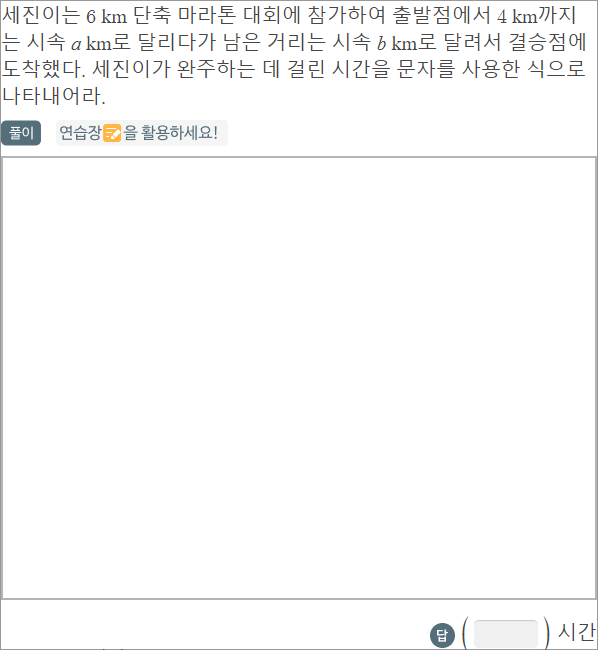 세진이는 6 km 단축 마라톤 대회에 참가하여 출발점에서 4 km까지
는 시속 a km로 달리다가 남은 거리는 시속 b km로 달려서 결승점에
도착했다. 세진이가 완주하는 데 걸린 시간을 문자를 사용한 식으로
나타내어라.
풀이 연습장을 활용하세요!
답 ( ) 시간